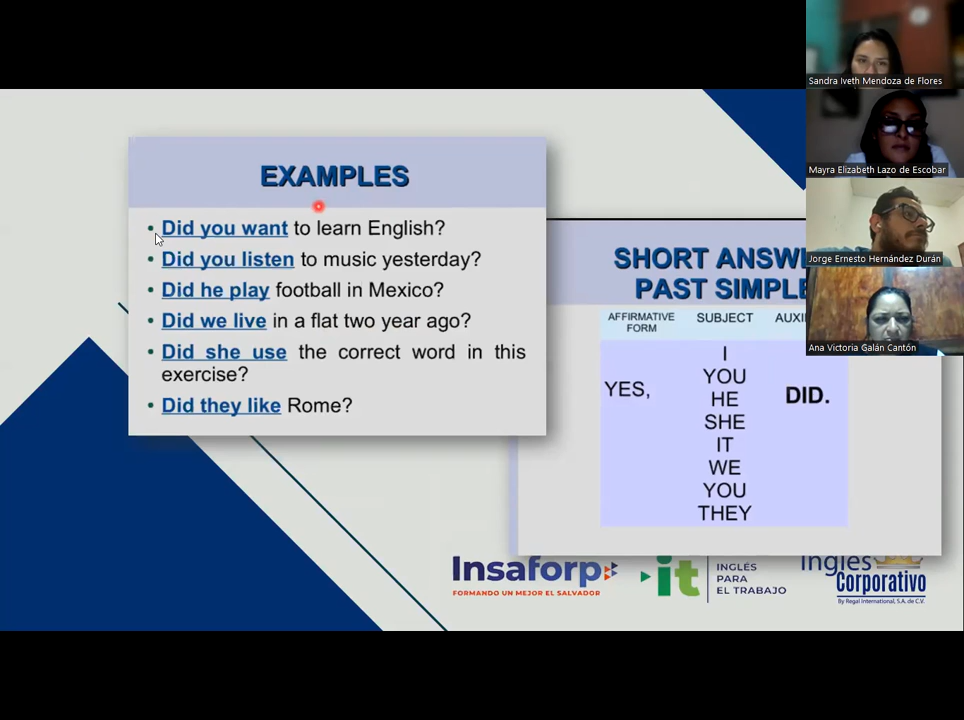 EXAMPLES
• Did you want to learn English?
• Did you listen to music yesterday?
• Did he play football in Mexico?
• Did we live in a flat two year ago?
• Did she use the correct word in this
exercise?
• Did they like Rome?
SHORT
PAST
AFFIRMATIVE
FORM
SUBJECT
YES,
I
YOU
HE
SHE
IT
WE
YOU
THEY
DID.
Insaforp
FORMANDO UN MEJOR EL SALVADOR
it
INGLÉS
PARA
EL TRABAJO
Inglés
Corporativo
By Regal International, S.A. de C.V.
Sandra Iveth Mendoza de Flores
Mayra Elizabeth Lazo de Escobar
Jorge Ernesto Hernández Durán
Ana Victoria Galán Cantón